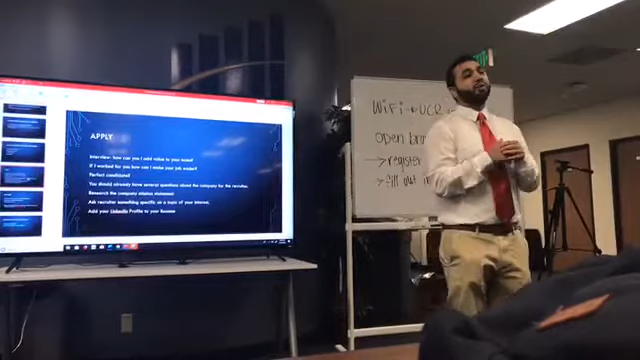 APPLY
Interview: how can you I add value to your team?
If I worked for you how can I make your job easier?
Perfect candidate?
You should already have several questions about the company for the recruiter.
Research the company mission statement
Ask recruiter something specific on a topic of your interest.
Add your LinkedIn Profile to your Resume
WiFi → UCR
open br
→ register
→ fill out